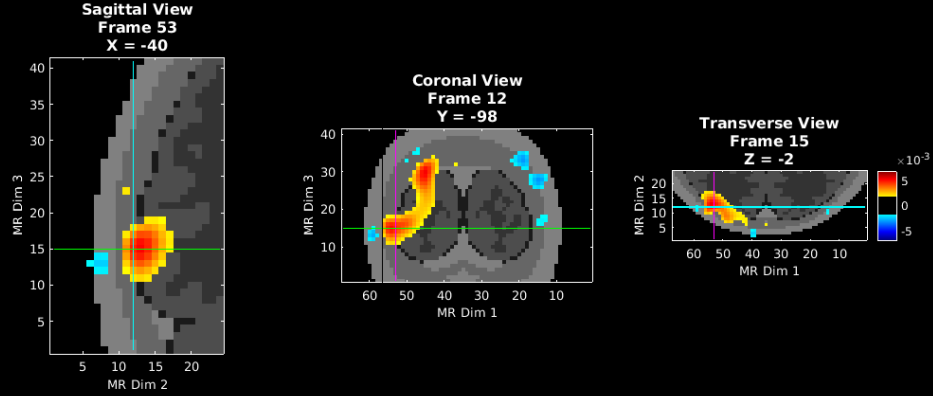 Sagittal View
Frame 53
X = -40
40
35
30
25
20
15
10
5
MR Dim 3
5 10 15 20
MR Dim 2
Coronal View
Frame 12
Y = -98
40
30
20
10
MR Dim 3
60 50 40 30 20 10
MR Dim 1
Transverse View
Frame 15
Z = -2
20
15
10
5
MR Dim 2
60 50 40 30 20 10
MR Dim 1
×10⁻³
5
0
-5